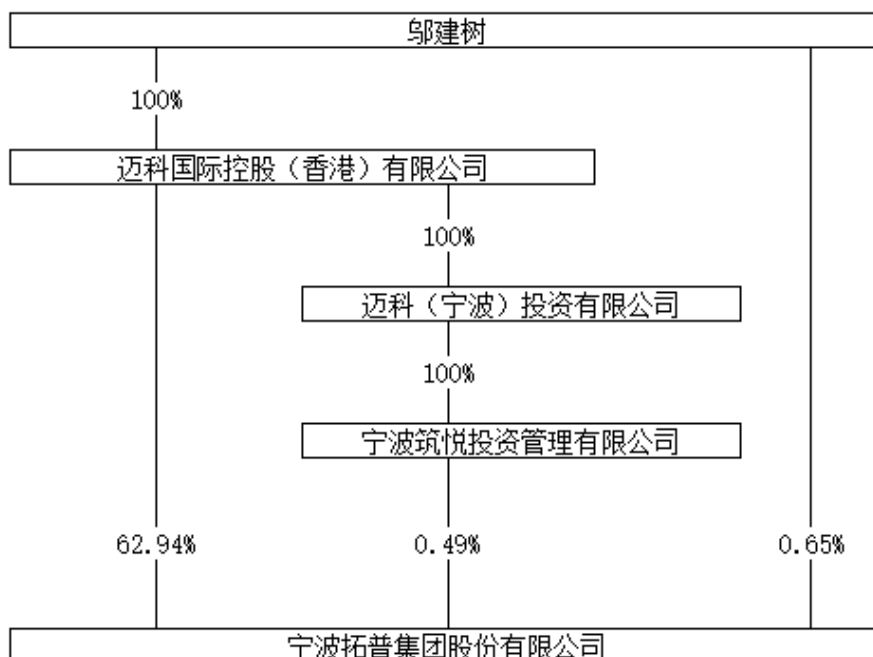 邬建树
100%
迈科国际控股（香港）有限公司
100%
迈科（宁波）投资有限公司
100%
宁波筑悦投资管理有限公司
62.94%
0.49%
0.65%
宁波拓普集团股份有限公司